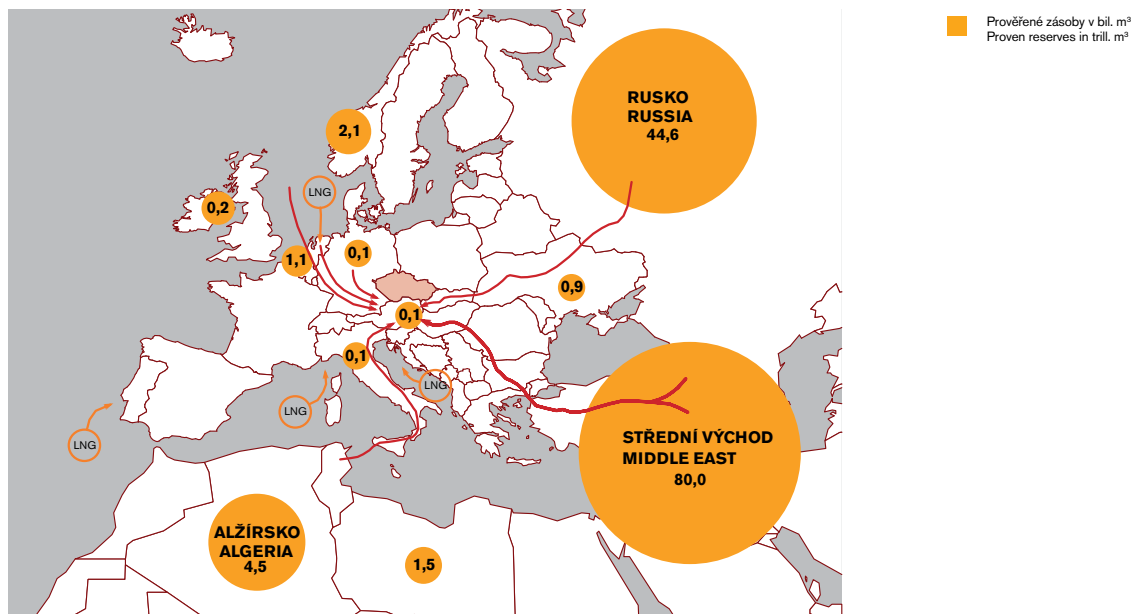 Prověřené zásoby v bil. m³
Proven reserves in trill. m³
RUSKO
RUSSIA
44,6
2,1
LNG
0,2
1,1
0,1
0,9
0,1
0,1
LNG
LNG
LNG
STŘEDNÍ VÝCHOD
MIDDLE EAST
80,0
ALŽÍRSKO
ALGERIA
4,5
1,5